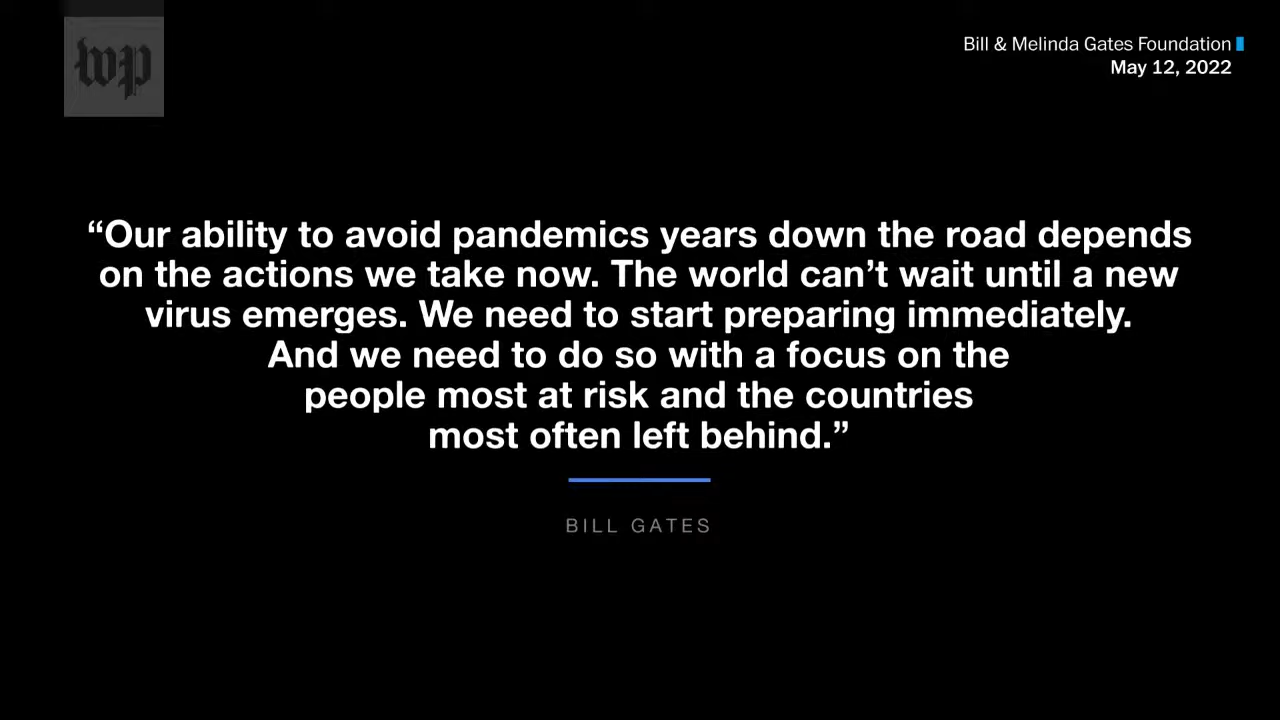 wp
Bill & Melinda Gates Foundation
May 12, 2022
“Our ability to avoid pandemics years down the road depends
on the actions we take now. The world can’t wait until a new
virus emerges. We need to start preparing immediately.
And we need to do so with a focus on the
people most at risk and the countries
most often left behind.”
BILL GATES